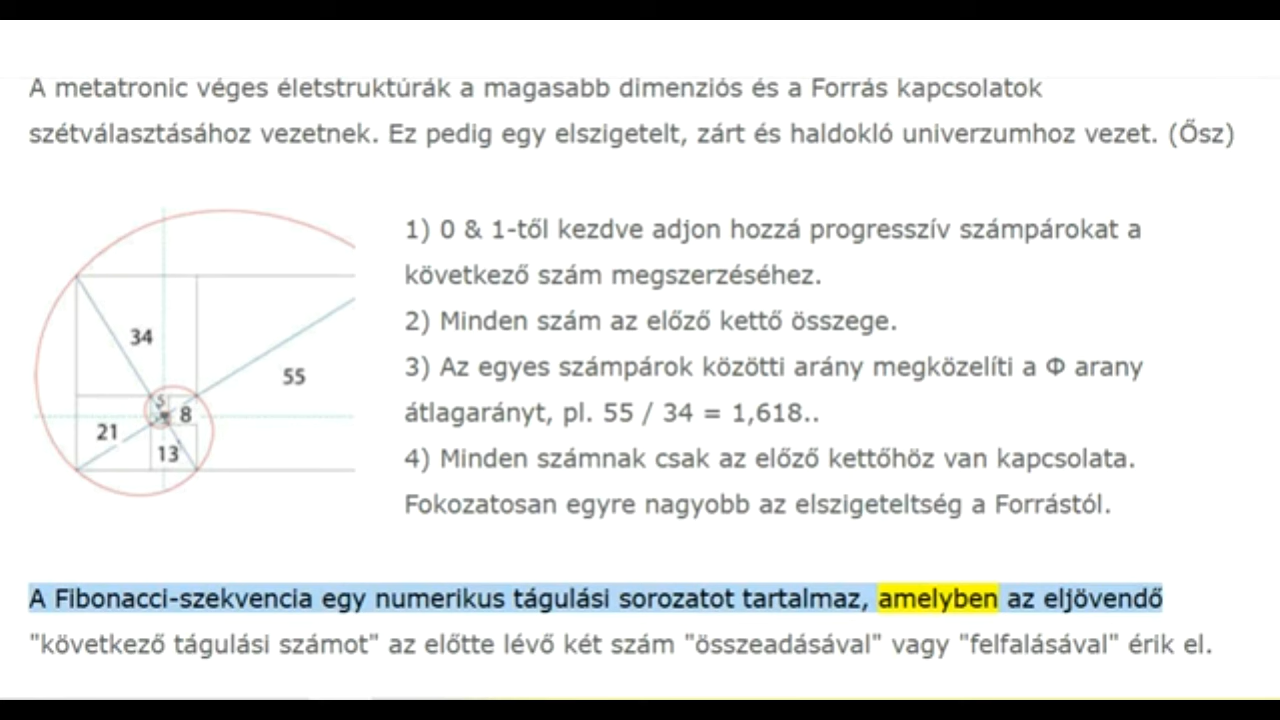 A metatronic véges életstruktúrák a magasabb dimenziós és a Forrás kapcsolatok
szétválasztásához vezetnek. Ez pedig egy elszigetelt, zárt és haldokló univerzumhoz vezet. (Ősz)
1) 0 & 1-től kezdve adjon hozzá progresszív számpárokat a
következő szám megszerzéséhez.
2) Minden szám az előző kettő összege.
3) Az egyes számpárok közötti arány megközelíti a Φ arany
átlagarányt, pl. 55 / 34 = 1,618..
4) Minden számnak csak az előző kettőhöz van kapcsolata.
Fokozatosan egyre nagyobb az elszigeteltség a Forrástól.
34
55
5
8
21
13
A Fibonacci-szekvencia egy numerikus tágulási sorozatot tartalmaz, amelyben az eljövendő
"következő tágulási számot" az előtte lévő két szám "összeadásával" vagy "felfalásával" érik el.